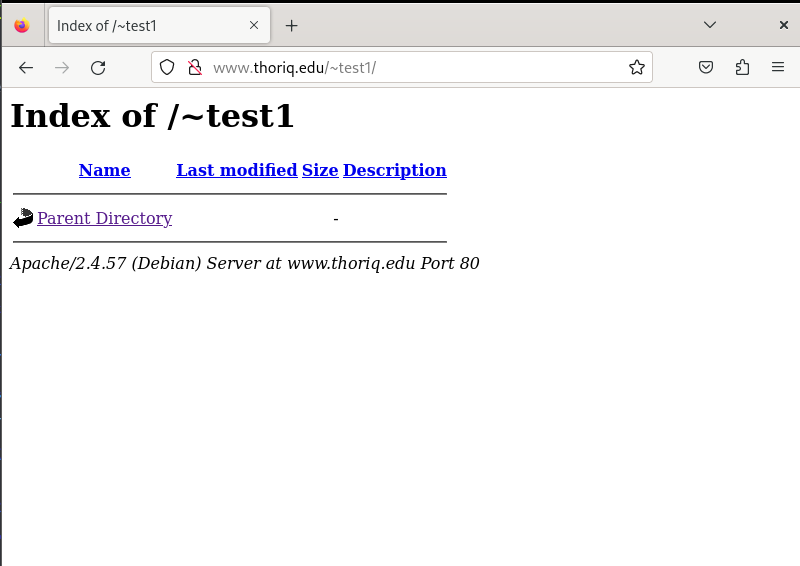 Index of /~test1
www.thoriq.edu/~test1/
Index of /~test1
Name Last modified Size Description
Parent Directory -
Apache/2.4.57 (Debian) Server at www.thoriq.edu Port 80